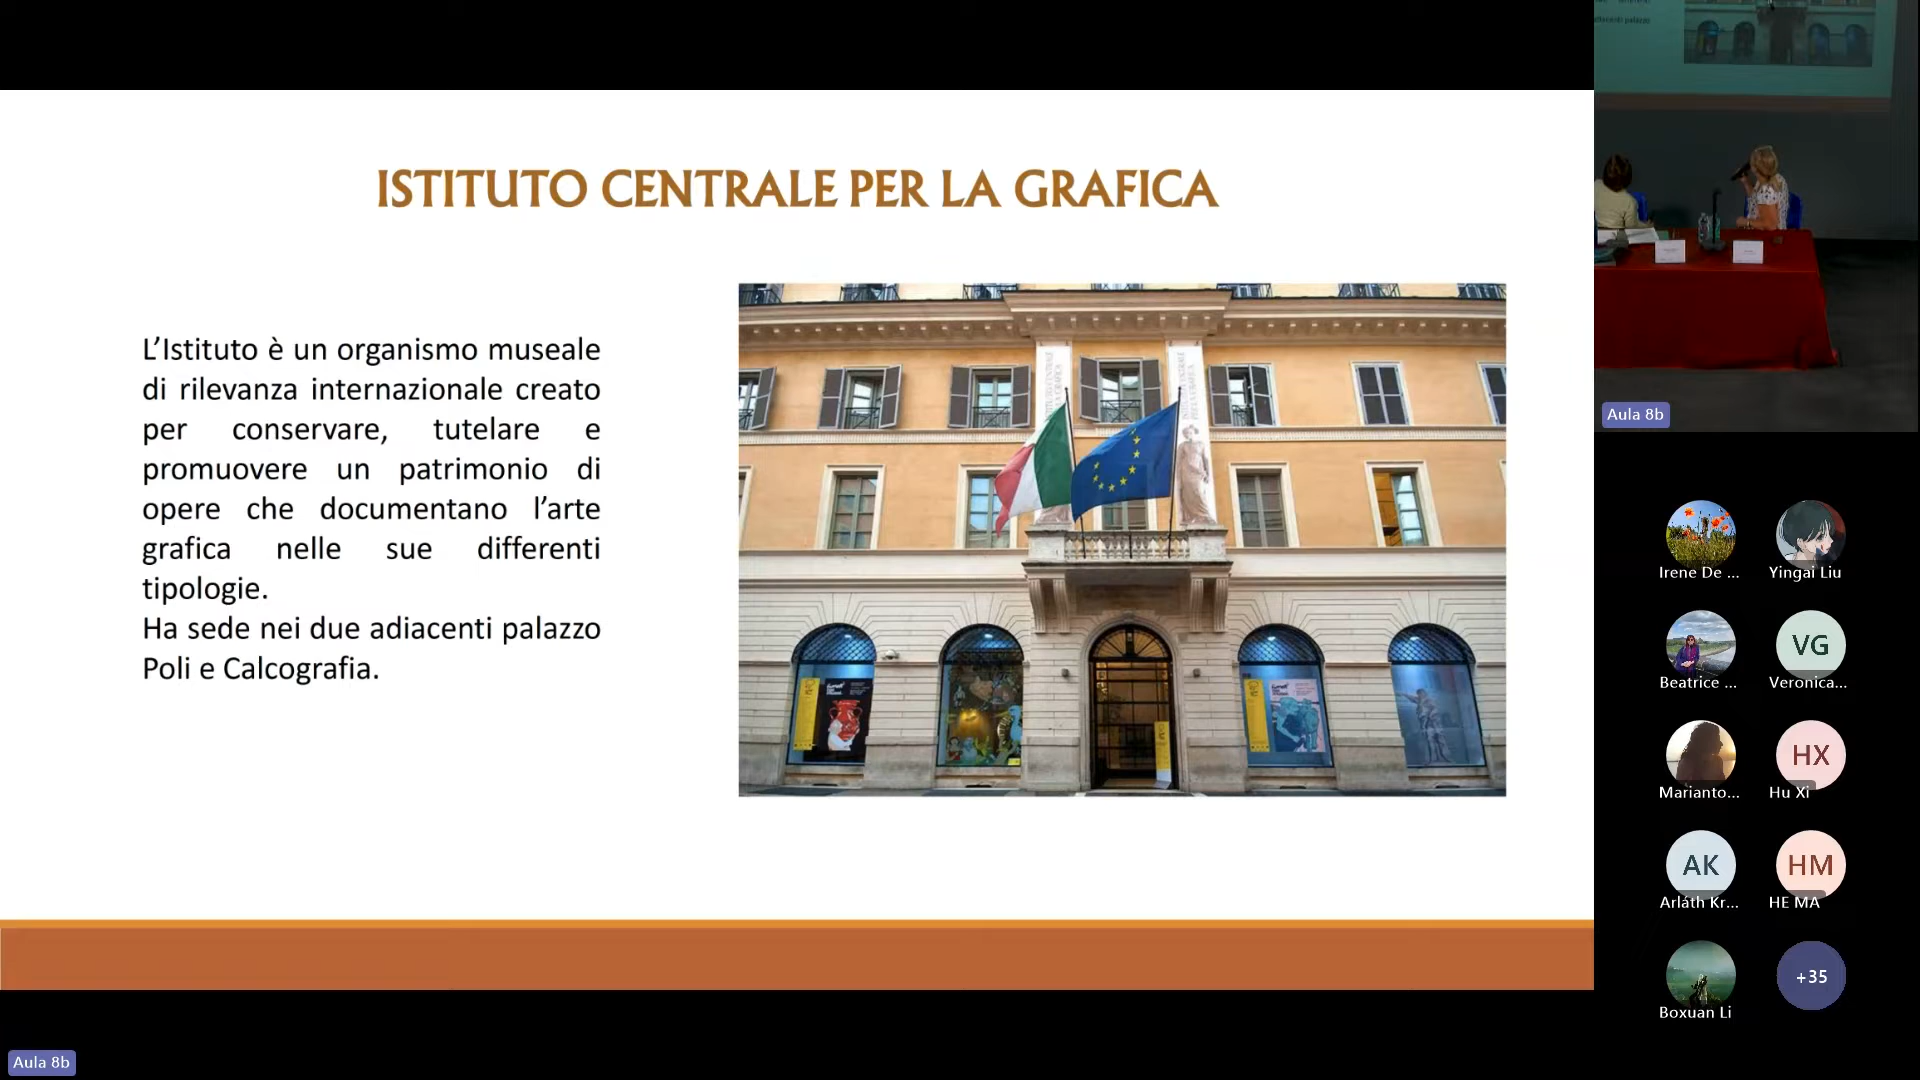 ISTITUTO CENTRALE PER LA GRAFICA
L’Istituto è un organismo museale
di rilevanza internazionale creato
per conservare, tutelare e
promuovere un patrimonio di
opere che documentano l’arte
grafica nelle sue differenti
tipologie.
Ha sede nei due adiacenti palazzo
Poli e Calcografia.
Aula 8b
Irene De ...
Yingai Liu
Beatrice ...
VG
Veronica...
Marianto...
HX
Hu Xi
AK
Arláth Kr...
HM
HE MA
Boxuan Li
+35
Aula 8b